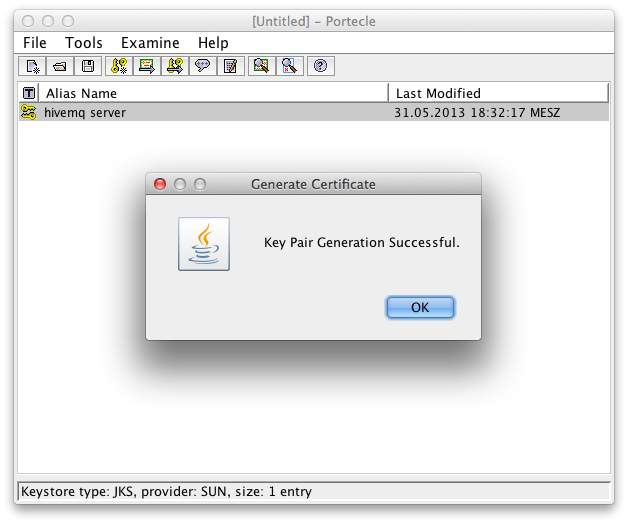 [Untitled] – Portecle
File Tools Examine Help
T Alias Name Last Modified
hivemq server 31.05.2013 18:32:17 MESZ
Generate Certificate
Key Pair Generation Successful.
OK
Keystore type: JKS, provider: SUN, size: 1 entry